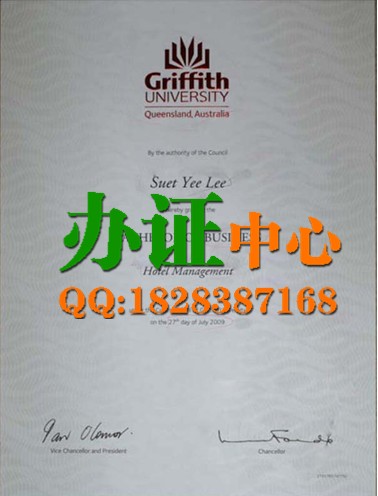 Griffith
UNIVERSITY
Queensland, Australia
By the authority of the Council
Suet Yee Lee
the
办证中心
Hotel Management
QQ:1828387168
on the 27th day of July 2009
Vice Chancellor and President
Chancellor